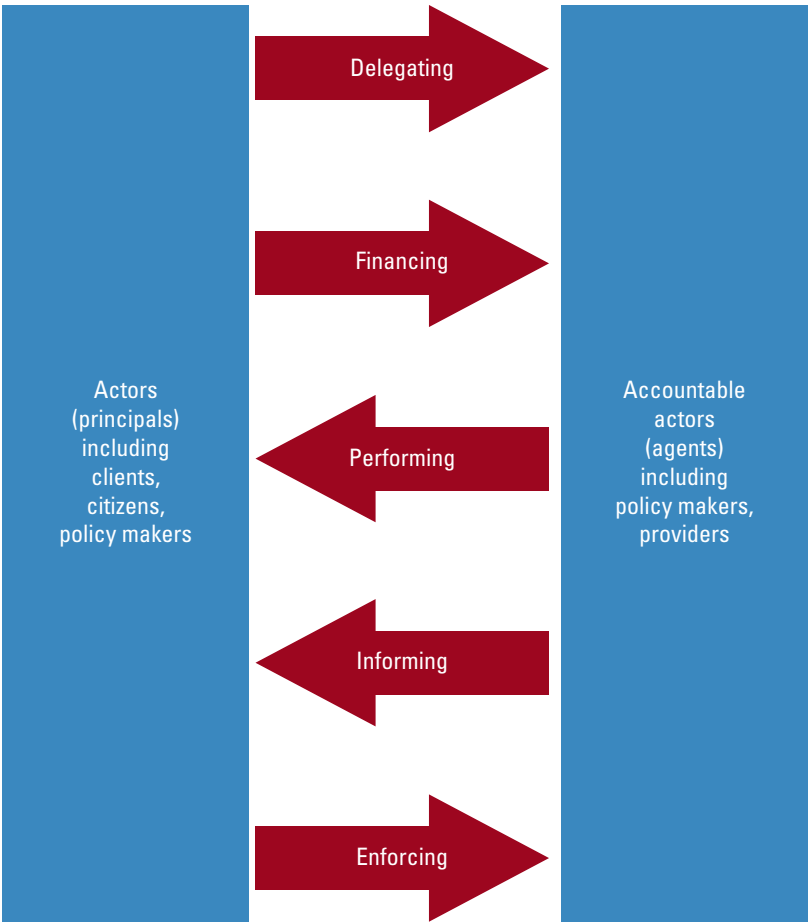 Delegating
Financing
Actors
(principals)
including
clients,
citizens,
policy makers
Performing
Accountable
actors
(agents)
including
policy makers,
providers
Informing
Enforcing